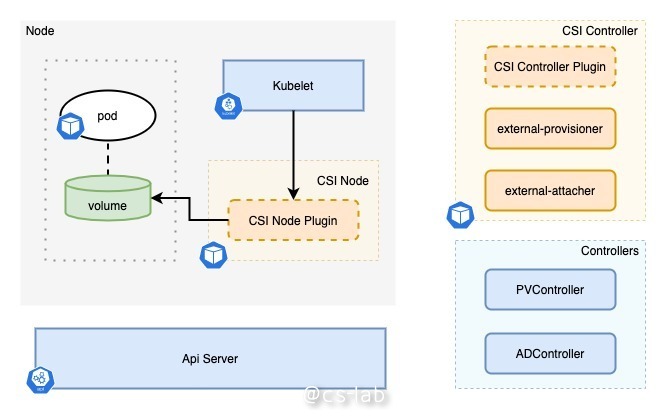 Node
pod
volume
Kubelet
CSI Node
CSI Node Plugin
Api Server
CSI Controller
CSI Controller Plugin
external-provisioner
external-attacher
Controllers
PVController
ADController
@cs-lab